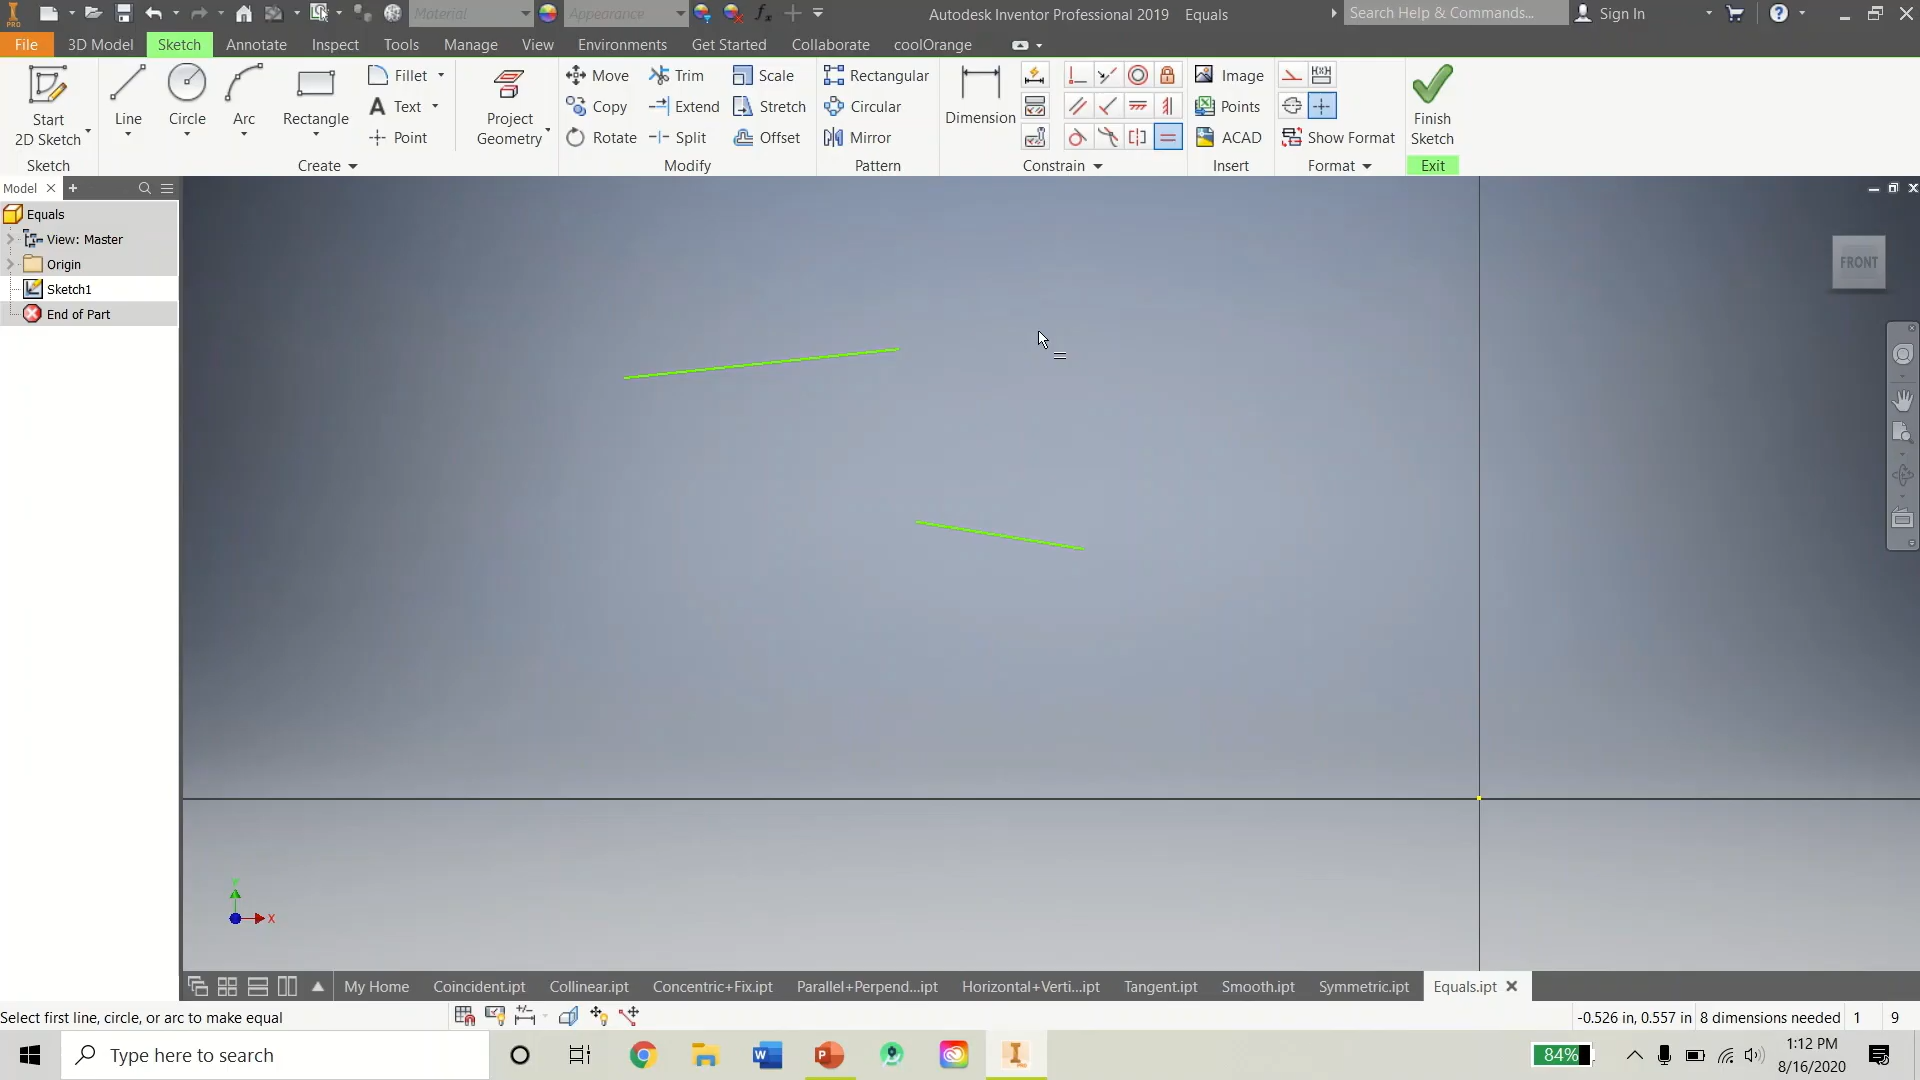 PRO
Material
Appearance
fx
Autodesk Inventor Professional 2019 Equals
Search Help & Commands...
Sign In
File
3D Model
Sketch
Annotate
Inspect
Tools
Manage
View
Environments
Get Started
Collaborate
coolOrange
Start
2D Sketch
Sketch
Line
Circle
Arc
Rectangle
Fillet
Text
Point
Create
Project
Geometry
Move
Copy
Rotate
Trim
Extend
Split
Scale
Stretch
Offset
Modify
Rectangular
Circular
Mirror
Pattern
Dimension
Constrain
Image
Points
ACAD
Insert
Show Format
Format
Finish
Sketch
Exit
Model
Equals
View: Master
Origin
Sketch1
End of Part
FRONT
Y
X
My Home
Coincident.ipt
Collinear.ipt
Concentric+Fix.ipt
Parallel+Perpend...ipt
Horizontal+Verti...ipt
Tangent.ipt
Smooth.ipt
Symmetric.ipt
Equals.ipt
Select first line, circle, or arc to make equal
-0.526 in, 0.557 in
8 dimensions needed
1
9
Type here to search
84%
1:12 PM
8/16/2020